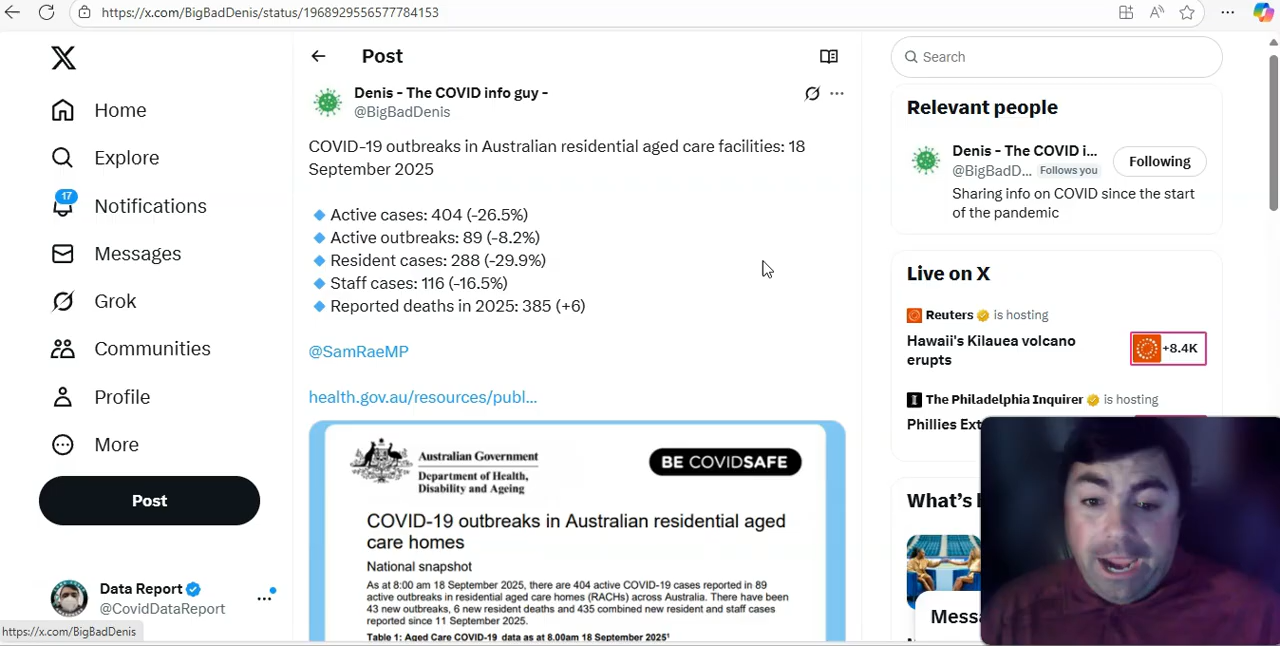 https://x.com/BigBadDenis/status/1968929556577784153
Home
Explore
17
Notifications
Messages
Grok
Communities
Profile
More
Post
Data Report
@CovidDataReport
https://x.com/BigBadDenis
Post
Denis - The COVID info guy -
@BigBadDenis
COVID-19 outbreaks in Australian residential aged care facilities: 18
September 2025
Active cases: 404 (-26.5%)
Active outbreaks: 89 (-8.2%)
Resident cases: 288 (-29.9%)
Staff cases: 116 (-16.5%)
Reported deaths in 2025: 385 (+6)
@SamRaeMP
health.gov.au/resources/publ...
Australian Government
Department of Health,
Disability and Ageing
BE COVIDSAFE
COVID-19 outbreaks in Australian residential aged
care homes
National snapshot
As at 8:00 am 18 September 2025, there are 404 active COVID-19 cases reported in 89
active outbreaks in residential aged care homes (RACHs) across Australia. There have been
43 new outbreaks, 6 new resident deaths and 435 combined new resident and staff cases
reported since 11 September 2025.
Table 1: Aged Care COVID-19 data as at 8.00am 18 September 2025¹
Search
Relevant people
Denis - The COVID i...
@BigBadD... Follows you
Following
Sharing info on COVID since the start
of the pandemic
Live on X
Reuters is hosting
Hawaii's Kilauea volcano
erupts
+8.4K
The Philadelphia Inquirer is hosting
Phillies Ext
What's
Mess